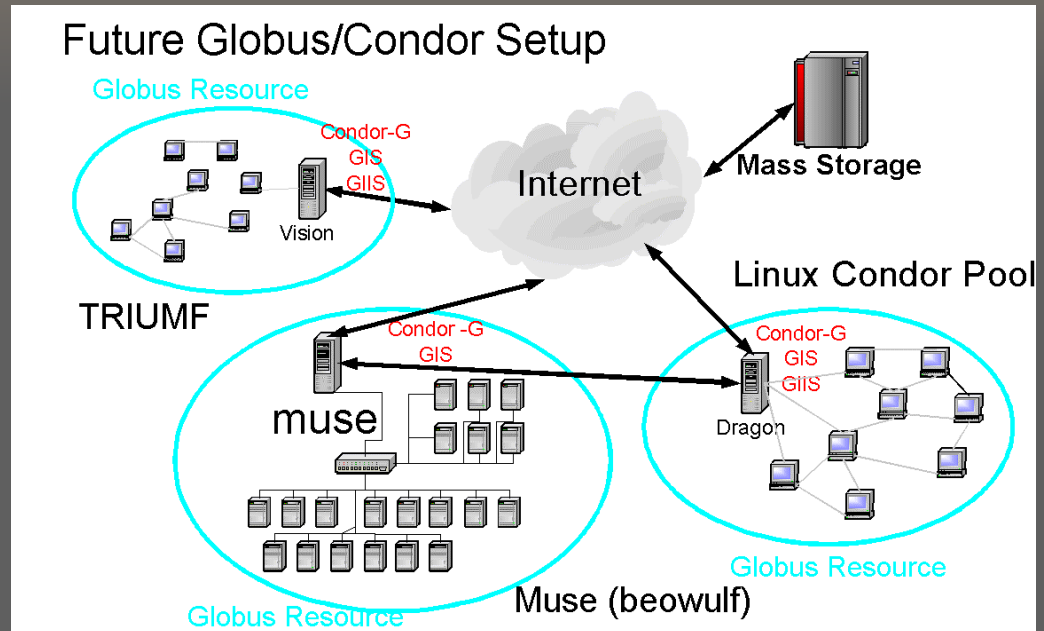 Future Globus/Condor Setup
Globus Resource
Condor-G
GIS
GIIS
Vision
TRIUMF
Internet
Mass Storage
Linux Condor Pool
Condor -G
GIS
muse
Condor-G
GIS
GIIS
Dragon
Globus Resource
Muse (beowulf)
Globus Resource